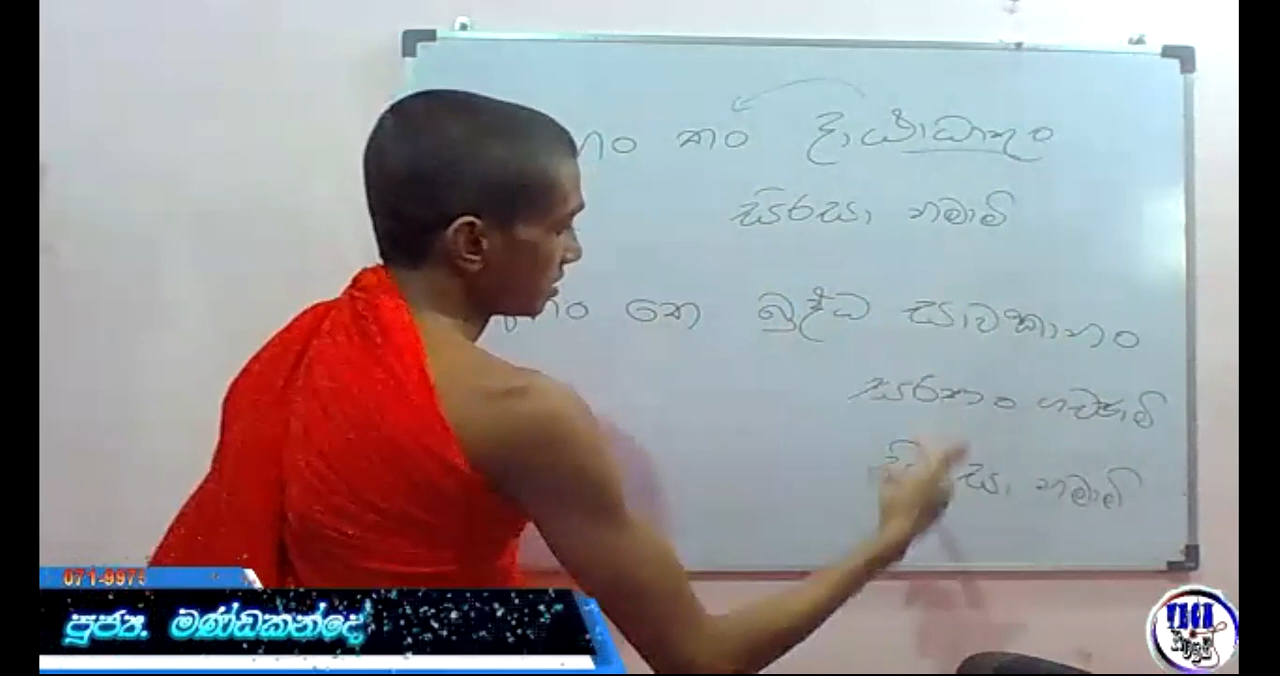 තං දාඨාධාතුං
සිරසා නමාමි
තෙ බුද්ධ සාවකානං
සරණං ගච්ඡාමි
සා නමාමි
071-997
පූජ්‍ය. මණ්ඩකන්දේ